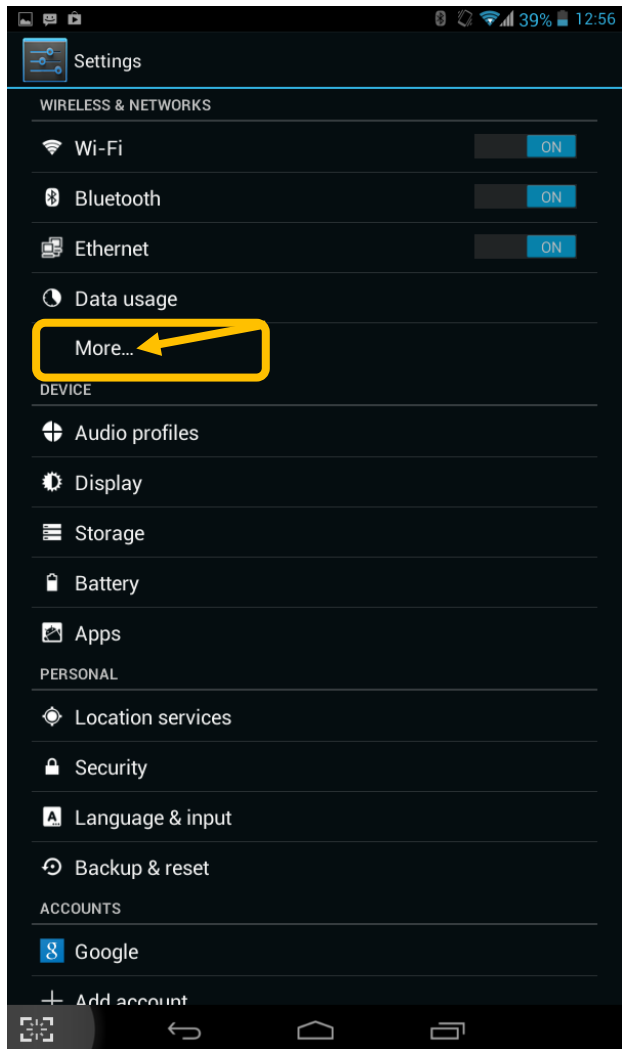 39% 12:56
Settings
WIRELESS & NETWORKS
Wi-Fi ON
Bluetooth ON
Ethernet ON
Data usage
More...
DEVICE
Audio profiles
Display
Storage
Battery
Apps
PERSONAL
Location services
Security
Language & input
Backup & reset
ACCOUNTS
Google
Add account